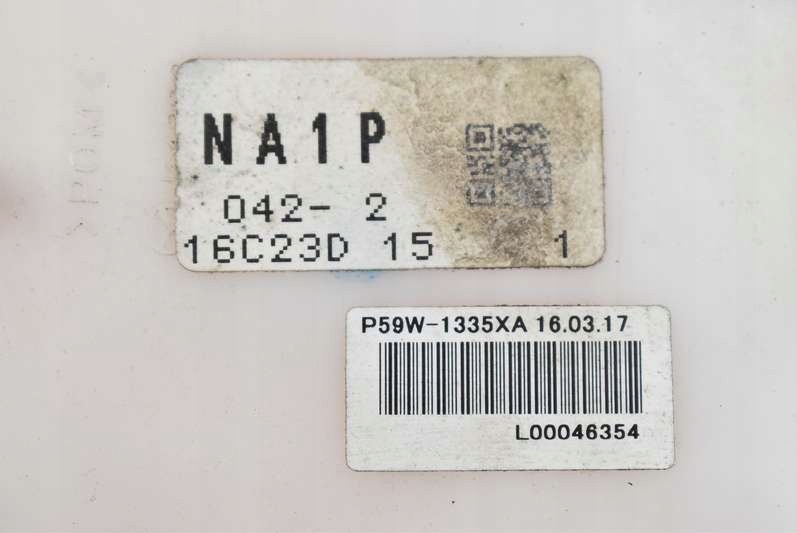 NA1P
042- 2
16C23D 15 1
P59W-1335XA 16.03.17
L00046354